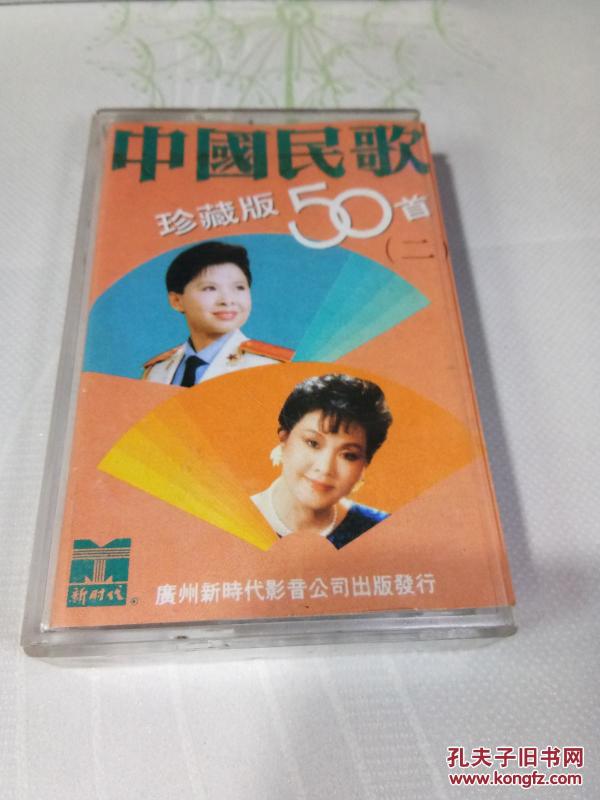 中國民歌
珍藏版50首
（二）
新时代
廣州新時代影音公司出版發行
孔夫子旧书网
www.kongfz.com